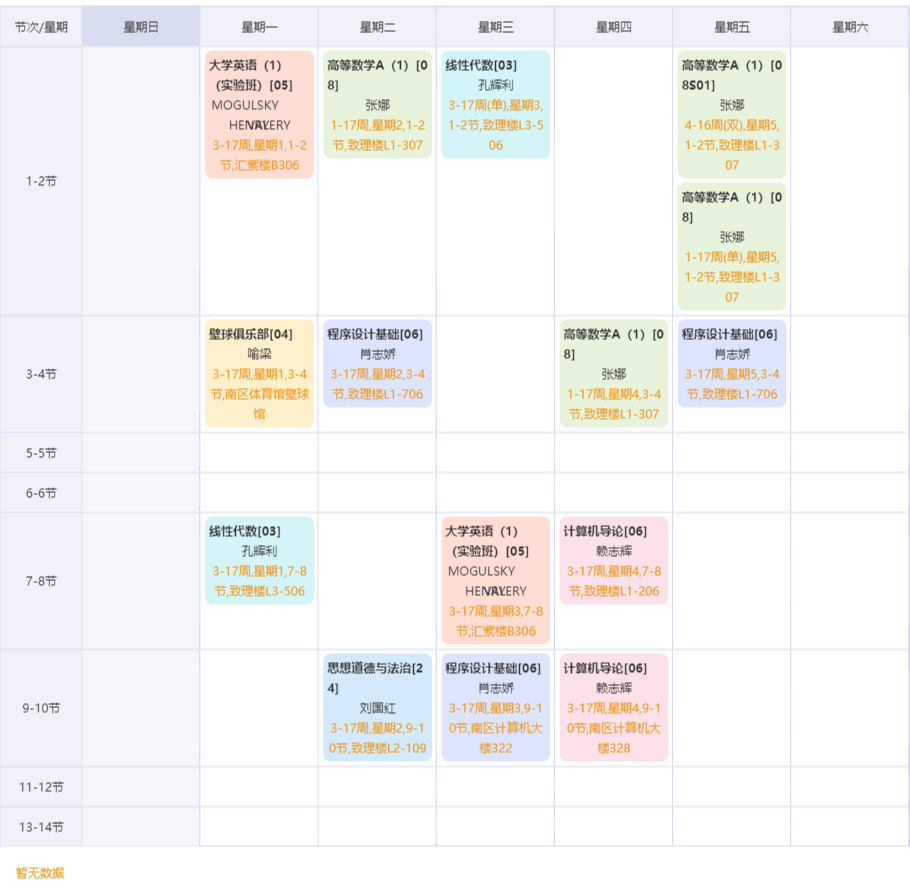 节次/星期
星期日
星期一
星期二
星期三
星期四
星期五
星期六
1-2节
大学英语（1）
（实验班）[05]
MOGULSKY
3-17周,星期1,1-2
节,汇紫楼B306
高等数学A（1）[0
8]
张娜
1-17周,星期2,1-2
节,致理楼L1-307
线性代数[03]
孔辉利
3-17周(单),星期3,
1-2节,致理楼L3-5
06
高等数学A（1）[0
8S01]
张娜
4-16周(双),星期5,
1-2节,致理楼L1-3
07
高等数学A（1）[0
8]
张娜
1-17周(单),星期5,
1-2节,致理楼L1-3
07
3-4节
壁球俱乐部[04]
喻梁
3-17周,星期1,3-4
节,南区体育馆壁球
馆
程序设计基础[06]
肖志娇
3-17周,星期2,3-4
节,致理楼L1-706
高等数学A（1）[0
8]
张娜
1-17周,星期4,3-4
节,致理楼L1-307
程序设计基础[06]
肖志娇
3-17周,星期5,3-4
节,致理楼L1-706
5-5节
6-6节
7-8节
线性代数[03]
孔辉利
3-17周,星期1,7-8
节,致理楼L3-506
大学英语（1）
（实验班）[05]
MOGULSKY
3-17周,星期3,7-8
节,汇紫楼B306
计算机导论[06]
赖志辉
3-17周,星期4,7-8
节,致理楼L1-206
9-10节
思想道德与法治[2
4]
刘国红
3-17周,星期2,9-1
0节,致理楼L2-109
程序设计基础[06]
肖志娇
3-17周,星期3,9-1
0节,南区计算机大
楼322
计算机导论[06]
赖志辉
3-17周,星期4,9-1
0节,南区计算机大
楼328
11-12节
13-14节
暂无数据